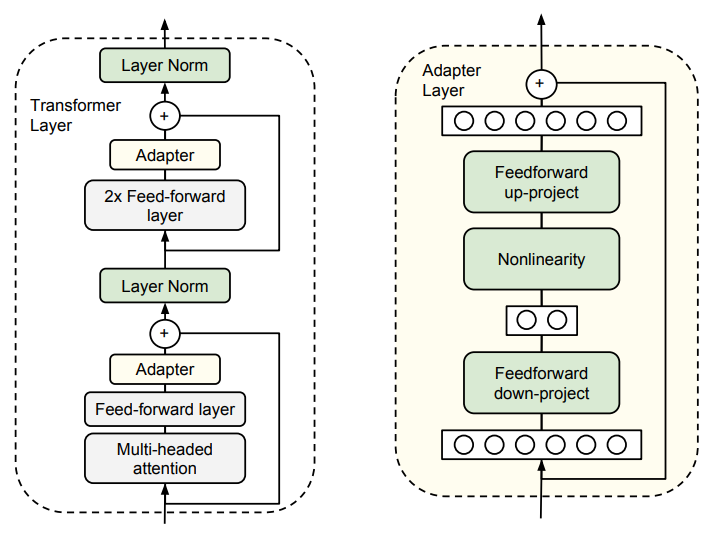 Layer Norm
Transformer
Layer
+
Adapter
2x Feed-forward
layer
Layer Norm
+
Adapter
Feed-forward layer
Multi-headed
attention
Adapter
Layer
+
Feedforward
up-project
Nonlinearity
Feedforward
down-project